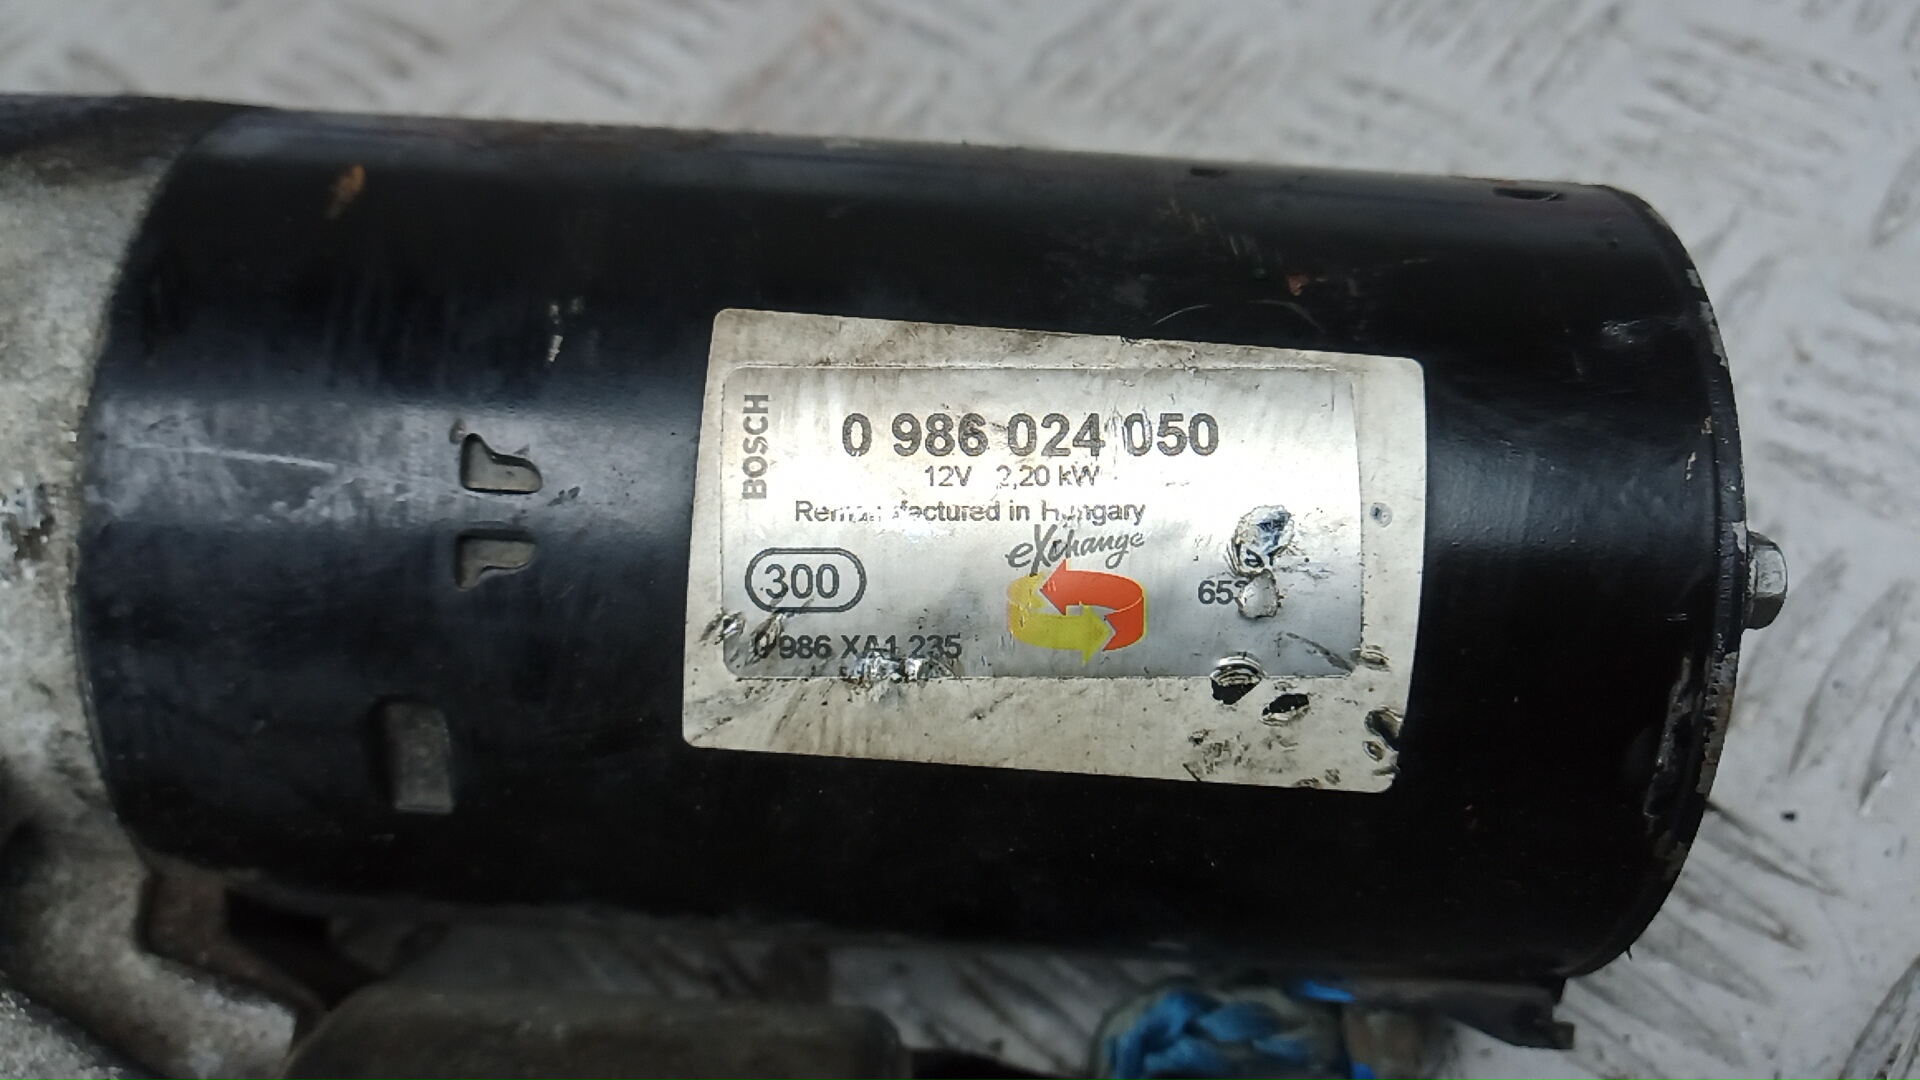 BOSCH
0 986 024 050
12V 2,20 kW
Remanufactured in Hungary
eXchange
300
0 986 XA1 235